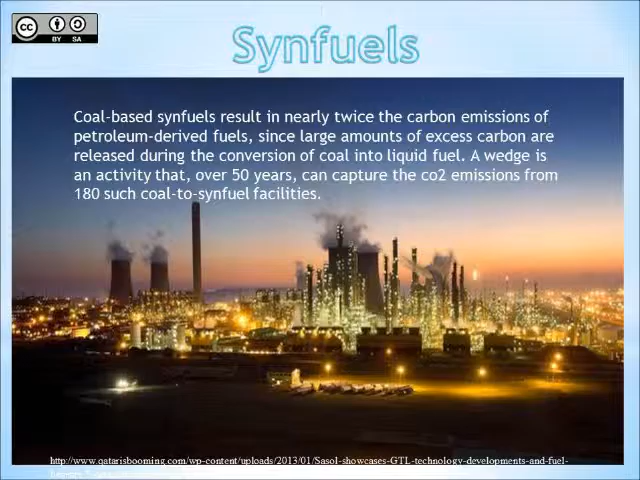 cc
BY SA
Synfuels
Coal-based synfuels result in nearly twice the carbon emissions of
petroleum-derived fuels, since large amounts of excess carbon are
released during the conversion of coal into liquid fuel. A wedge is
an activity that, over 50 years, can capture the co2 emissions from
180 such coal-to-synfuel facilities.
http://www.qatarisbooming.com/wp-content/uploads/2013/01/Sasol-showcases-GTL-technology-developments-and-fuel-